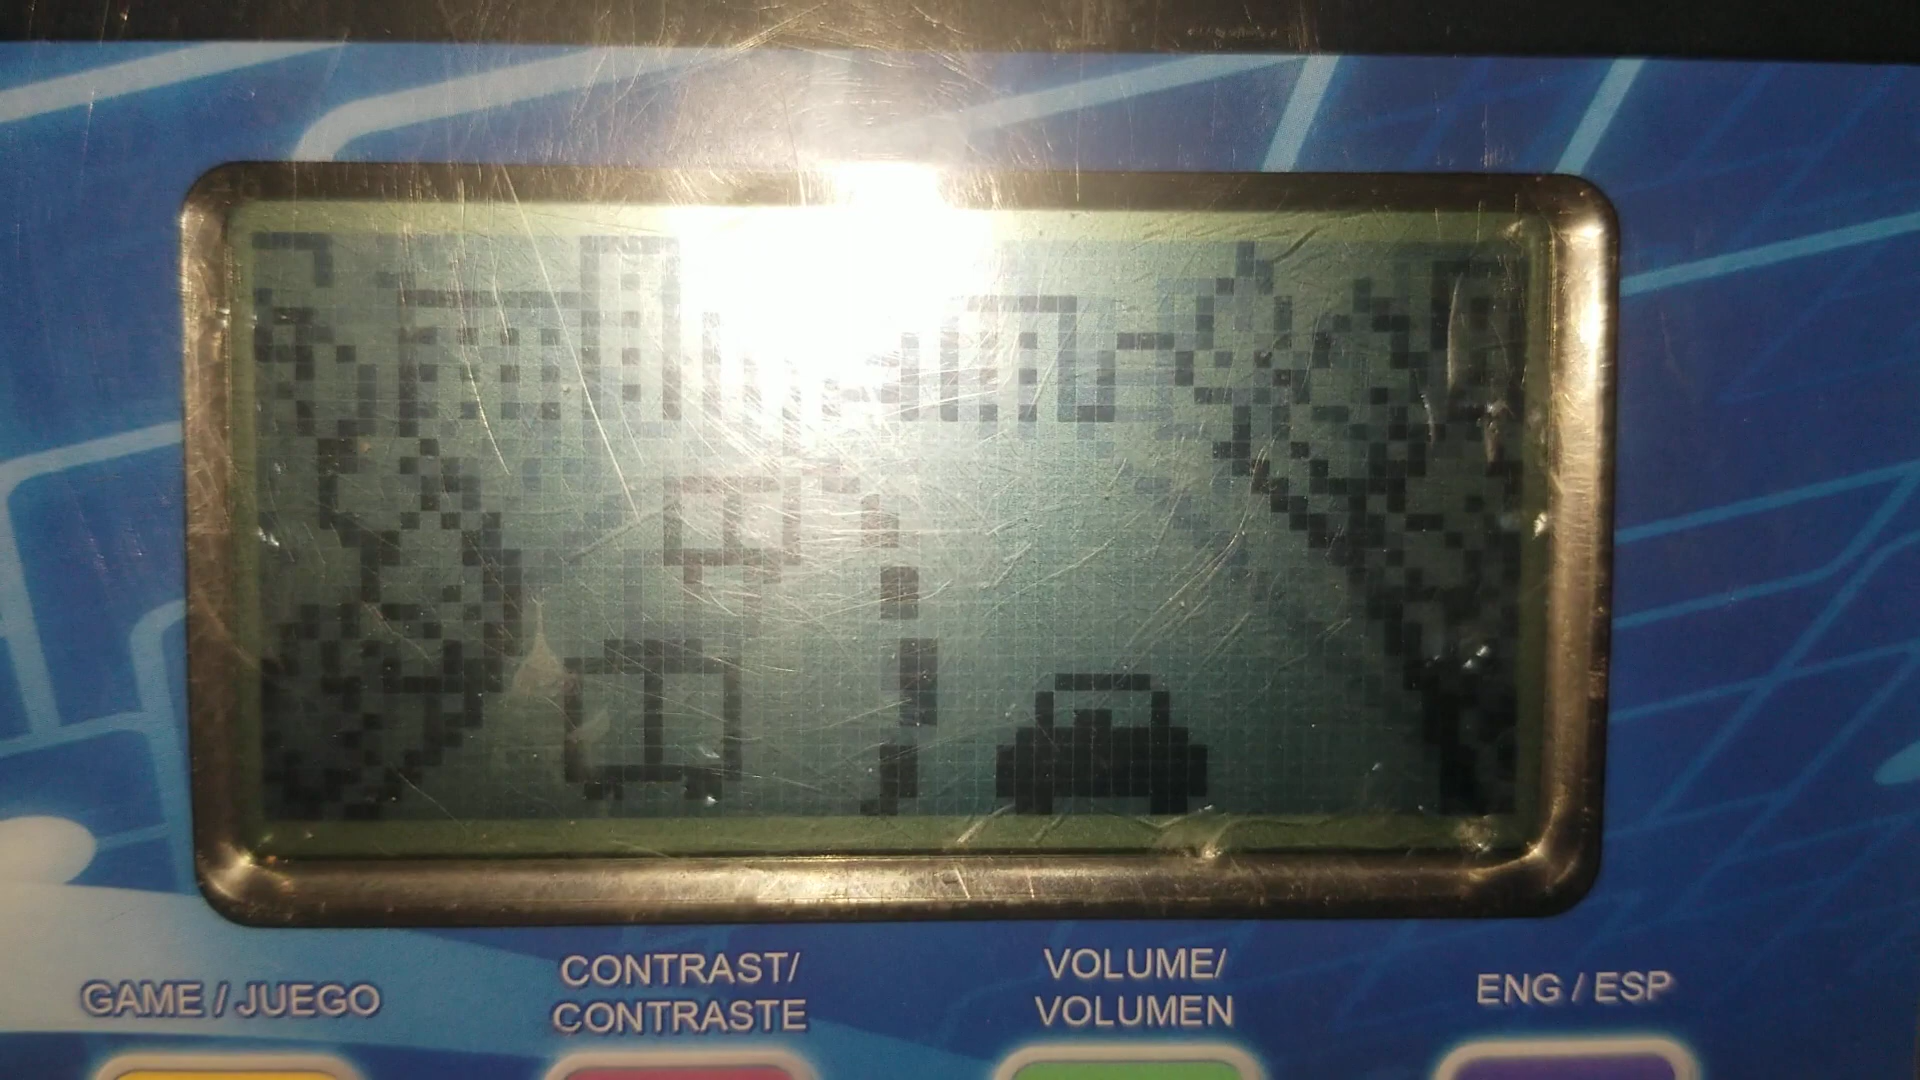 GAME / JUEGO
CONTRAST/
CONTRASTE
VOLUME/
VOLUMEN
ENG / ESP